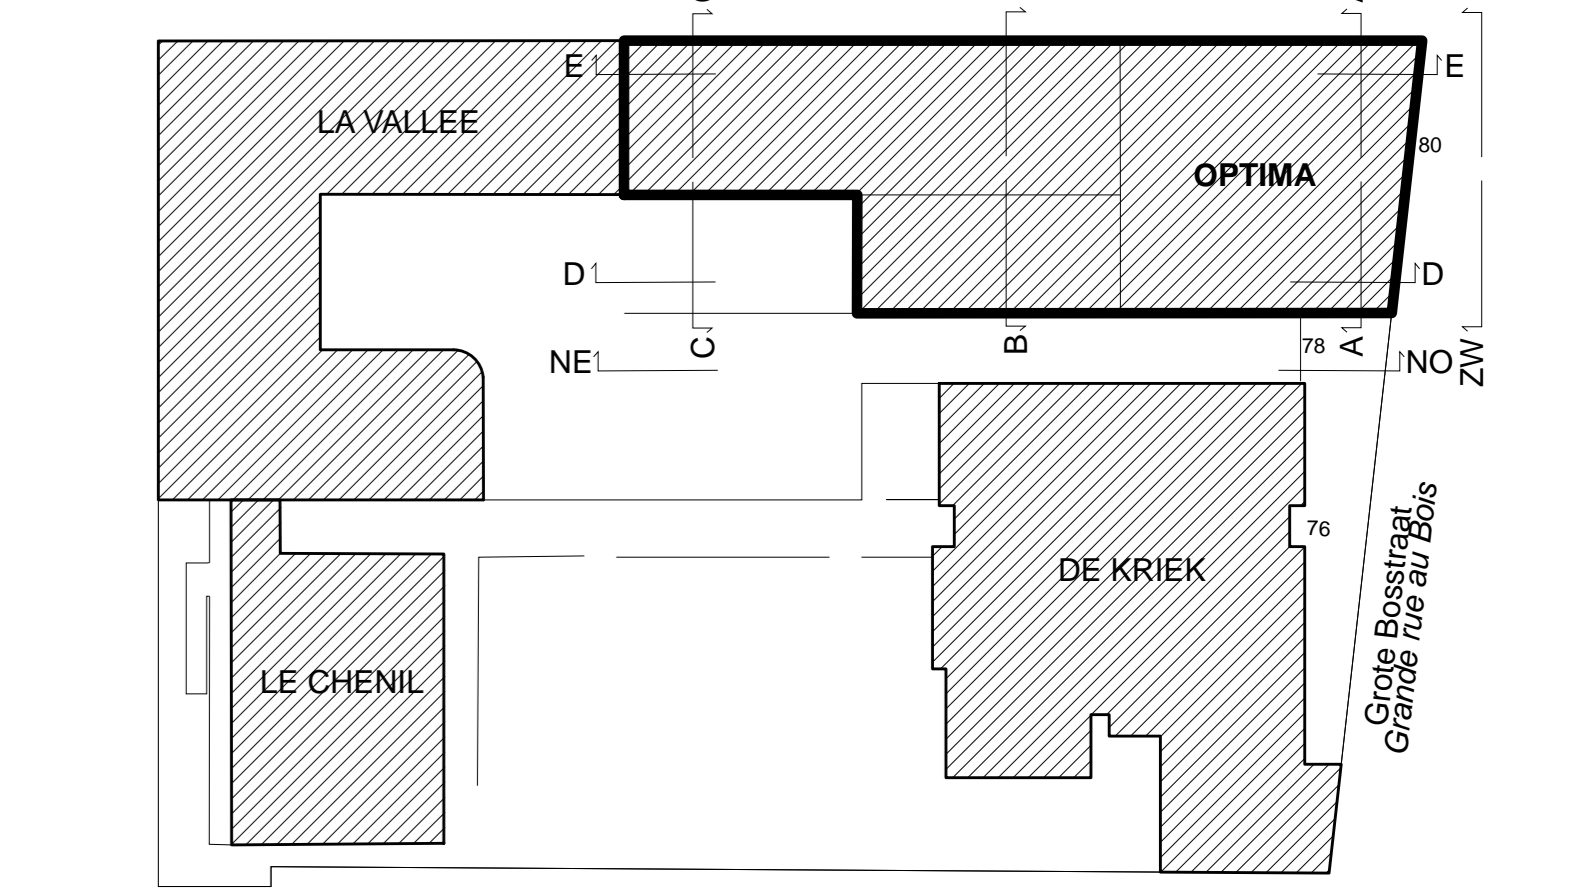 E
E
LA VALLEE
80
OPTIMA
D
D
C
B
78
A
NE
NO
ZW
76
DE KRIEK
Grote Bosstraat
Grande rue au Bois
LE CHENIL